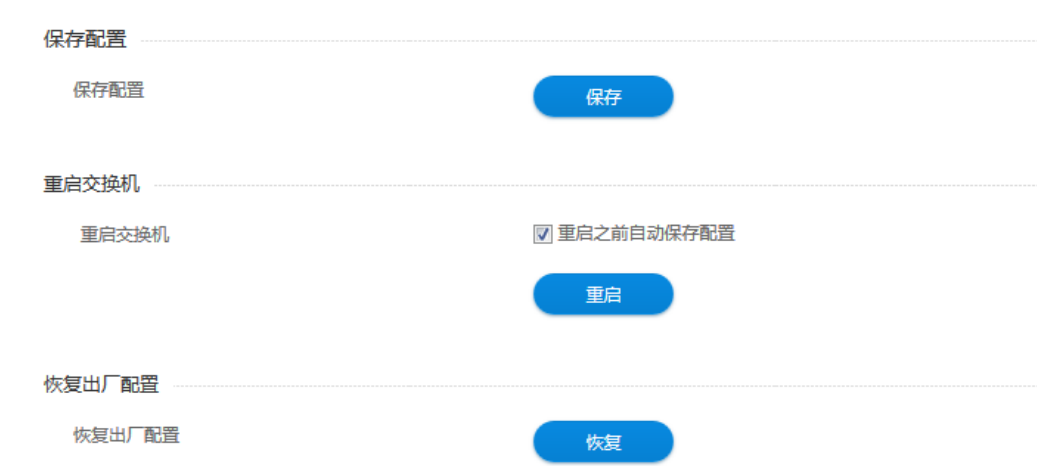 保存配置
保存配置
保存
重启交换机
重启交换机
重启之前自动保存配置
重启
恢复出厂配置
恢复出厂配置
恢复